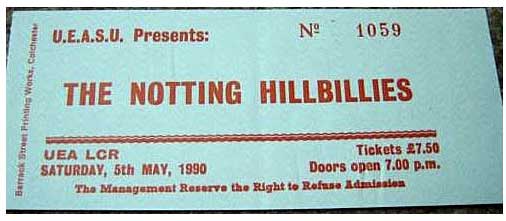 U.E.A.S.U. Presents:
Nº 1059
THE NOTTING HILLBILLIES
UEA LCR
SATURDAY, 5th MAY, 1990
Tickets £7.50
Doors open 7.00 p.m.
The Management Reserve the Right to Refuse Admission
Barrack Street Printing Works, Colchester